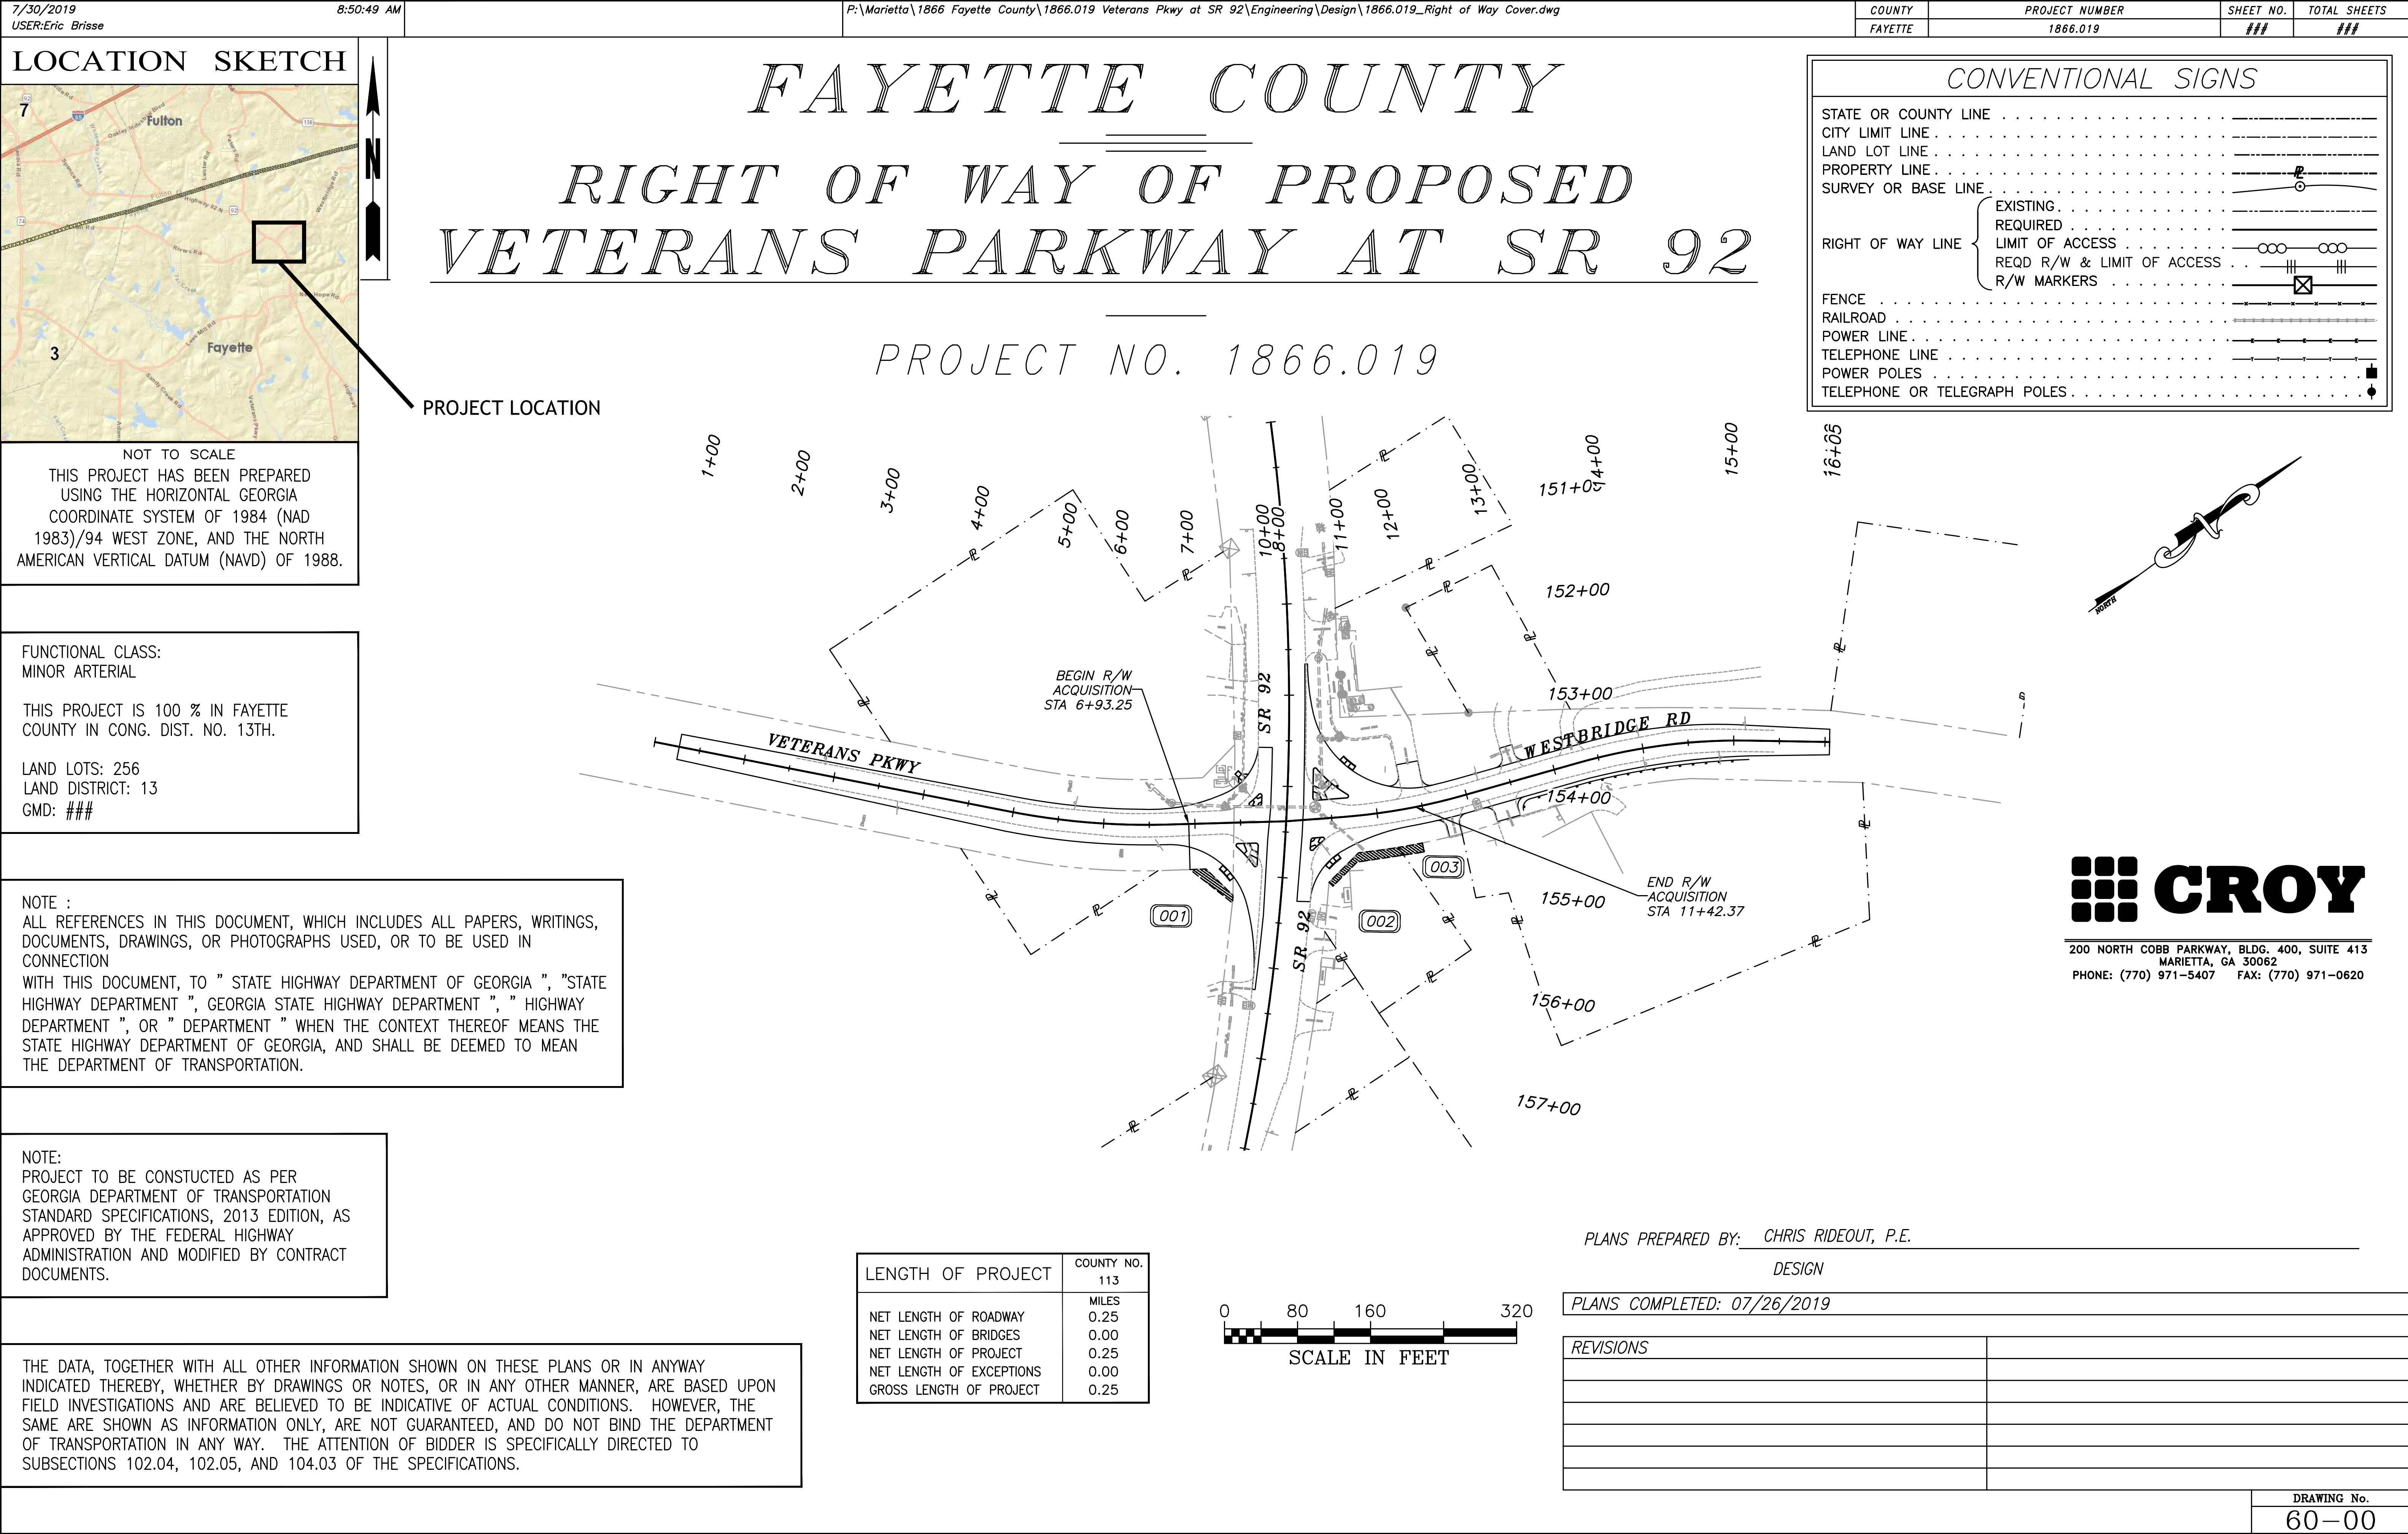 7/30/2019 8:50:49 AM
USER:Eric Brisse
P:\Marietta\1866 Fayette County\1866.019 Veterans Pkwy at SR 92\Engineering\Design\1866.019_Right of Way Cover.dwg
COUNTY PROJECT NUMBER SHEET NO. TOTAL SHEETS
FAYETTE 1866.019 ### ###
LOCATION SKETCH
N
7
Fulton
Highway 92 N
Rivers Rd
Lees Mill Rd
Sandy Creek Rd
Veterans Pkwy
Westbridge Rd
New Hope Rd
92
138
74
85
92
Fayette
3
PROJECT LOCATION
NOT TO SCALE
THIS PROJECT HAS BEEN PREPARED
USING THE HORIZONTAL GEORGIA
COORDINATE SYSTEM OF 1984 (NAD
1983)/94 WEST ZONE, AND THE NORTH
AMERICAN VERTICAL DATUM (NAVD) OF 1988.
FUNCTIONAL CLASS:
MINOR ARTERIAL
THIS PROJECT IS 100 % IN FAYETTE
COUNTY IN CONG. DIST. NO. 13TH.
LAND LOTS: 256
LAND DISTRICT: 13
GMD: ###
NOTE :
ALL REFERENCES IN THIS DOCUMENT, WHICH INCLUDES ALL PAPERS, WRITINGS,
DOCUMENTS, DRAWINGS, OR PHOTOGRAPHS USED, OR TO BE USED IN
CONNECTION
WITH THIS DOCUMENT, TO " STATE HIGHWAY DEPARTMENT OF GEORGIA ", "STATE
HIGHWAY DEPARTMENT ", GEORGIA STATE HIGHWAY DEPARTMENT ", " HIGHWAY
DEPARTMENT ", OR " DEPARTMENT " WHEN THE CONTEXT THEREOF MEANS THE
STATE HIGHWAY DEPARTMENT OF GEORGIA, AND SHALL BE DEEMED TO MEAN
THE DEPARTMENT OF TRANSPORTATION.
NOTE:
PROJECT TO BE CONSTUCTED AS PER
GEORGIA DEPARTMENT OF TRANSPORTATION
STANDARD SPECIFICATIONS, 2013 EDITION, AS
APPROVED BY THE FEDERAL HIGHWAY
ADMINISTRATION AND MODIFIED BY CONTRACT
DOCUMENTS.
THE DATA, TOGETHER WITH ALL OTHER INFORMATION SHOWN ON THESE PLANS OR IN ANYWAY
INDICATED THEREBY, WHETHER BY DRAWINGS OR NOTES, OR IN ANY OTHER MANNER, ARE BASED UPON
FIELD INVESTIGATIONS AND ARE BELIEVED TO BE INDICATIVE OF ACTUAL CONDITIONS. HOWEVER, THE
SAME ARE SHOWN AS INFORMATION ONLY, ARE NOT GUARANTEED, AND DO NOT BIND THE DEPARTMENT
OF TRANSPORTATION IN ANY WAY. THE ATTENTION OF BIDDER IS SPECIFICALLY DIRECTED TO
SUBSECTIONS 102.04, 102.05, AND 104.03 OF THE SPECIFICATIONS.
FAYETTE COUNTY
RIGHT OF WAY OF PROPOSED
VETERANS PARKWAY AT SR 92
PROJECT NO. 1866.019
CONVENTIONAL SIGNS
STATE OR COUNTY LINE
CITY LIMIT LINE
LAND LOT LINE
PROPERTY LINE
SURVEY OR BASE LINE
RIGHT OF WAY LINE
EXISTING
REQUIRED
LIMIT OF ACCESS
REQD R/W & LIMIT OF ACCESS
R/W MARKERS
FENCE
RAILROAD
POWER LINE
TELEPHONE LINE
POWER POLES
TELEPHONE OR TELEGRAPH POLES
1+00
2+00
3+00
4+00
5+00
6+00
7+00
8+00
10+00
11+00
12+00
13+00
14+00
15+00
16+05
151+05
152+00
153+00
154+00
155+00
156+00
157+00
BEGIN R/W
ACQUISITION
STA 6+93.25
SR 92
VETERANS PKWY
WESTBRIDGE RD
SR 92
001
002
003
END R/W
ACQUISITION
STA 11+42.37
NORTH
CROY
200 NORTH COBB PARKWAY, BLDG. 400, SUITE 413
MARIETTA, GA 30062
PHONE: (770) 971-5407 FAX: (770) 971-0620
LENGTH OF PROJECT COUNTY NO.
113
MILES
NET LENGTH OF ROADWAY 0.25
NET LENGTH OF BRIDGES 0.00
NET LENGTH OF PROJECT 0.25
NET LENGTH OF EXCEPTIONS 0.00
GROSS LENGTH OF PROJECT 0.25
0 80 160 320
SCALE IN FEET
PLANS PREPARED BY: CHRIS RIDEOUT, P.E.
DESIGN
PLANS COMPLETED: 07/26/2019
REVISIONS
DRAWING No.
60-00